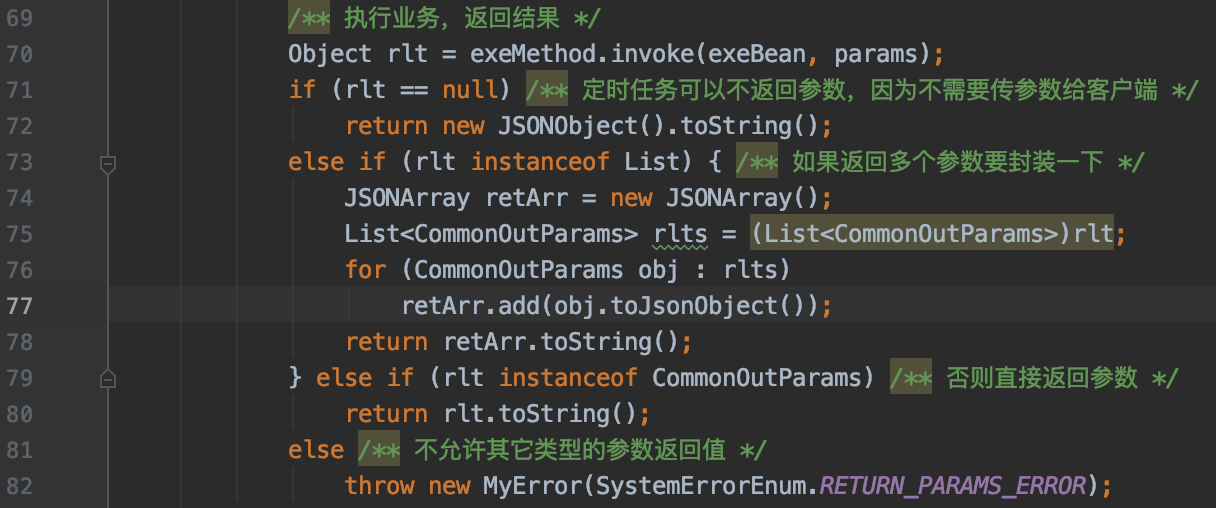 69 /** 执行业务，返回结果 */
70 Object rlt = exeMethod.invoke(exeBean, params);
71 if (rlt == null) /** 定时任务可以不返回参数，因为不需要传参数给客户端 */
72 return new JSONObject().toString();
73 else if (rlt instanceof List) { /** 如果返回多个参数要封装一下 */
74 JSONArray retArr = new JSONArray();
75 List<CommonOutParams> rlts = (List<CommonOutParams>)rlt;
76 for (CommonOutParams obj : rlts)
77 retArr.add(obj.toJsonObject());
78 return retArr.toString();
79 } else if (rlt instanceof CommonOutParams) /** 否则直接返回参数 */
80 return rlt.toString();
81 else /** 不允许其它类型的参数返回值 */
82 throw new MyError(SystemErrorEnum.RETURN_PARAMS_ERROR);